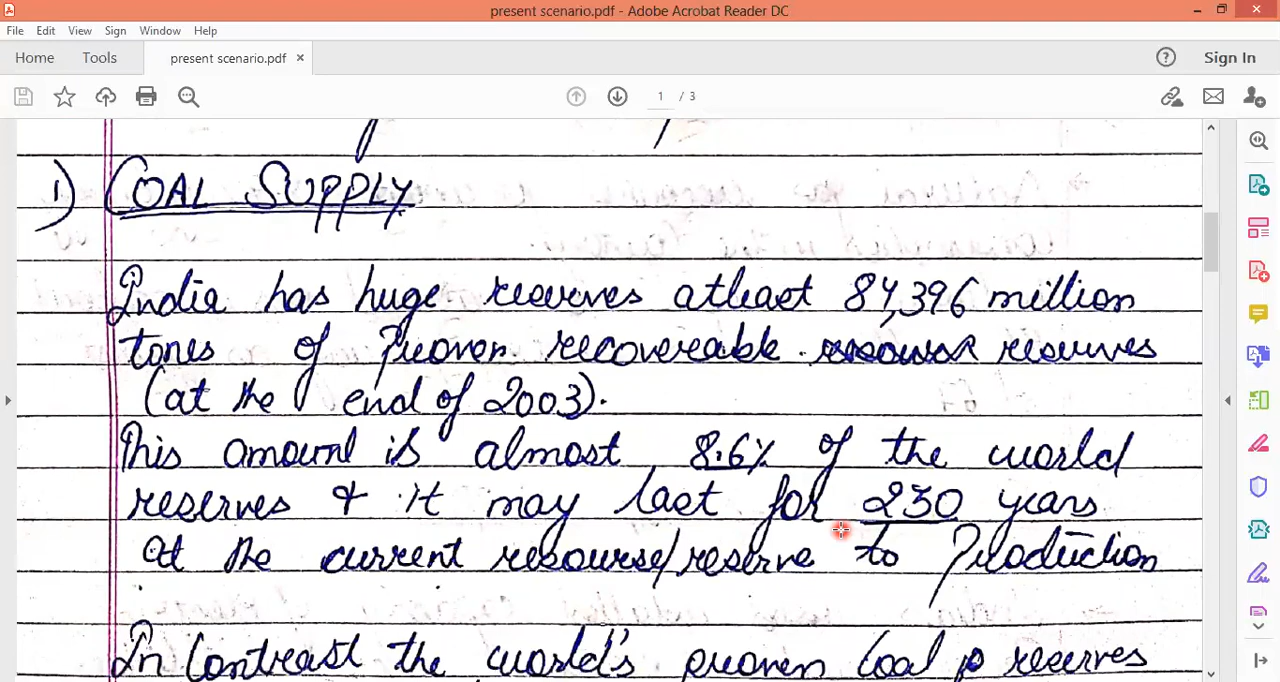 present scenario.pdf - Adobe Acrobat Reader DC
File Edit View Sign Window Help
Home Tools present scenario.pdf × Sign In
1 / 3
1) COAL SUPPLY
India has huge reserves atleast 84,396 million
tones of Proven recovereable reserves
(at the end of 2003).
This amount is almost 8.6% of the world
reserves & it may last for 230 years
at the current resourse/reserve to Production
In Contreast the world's proven Coal p reserves